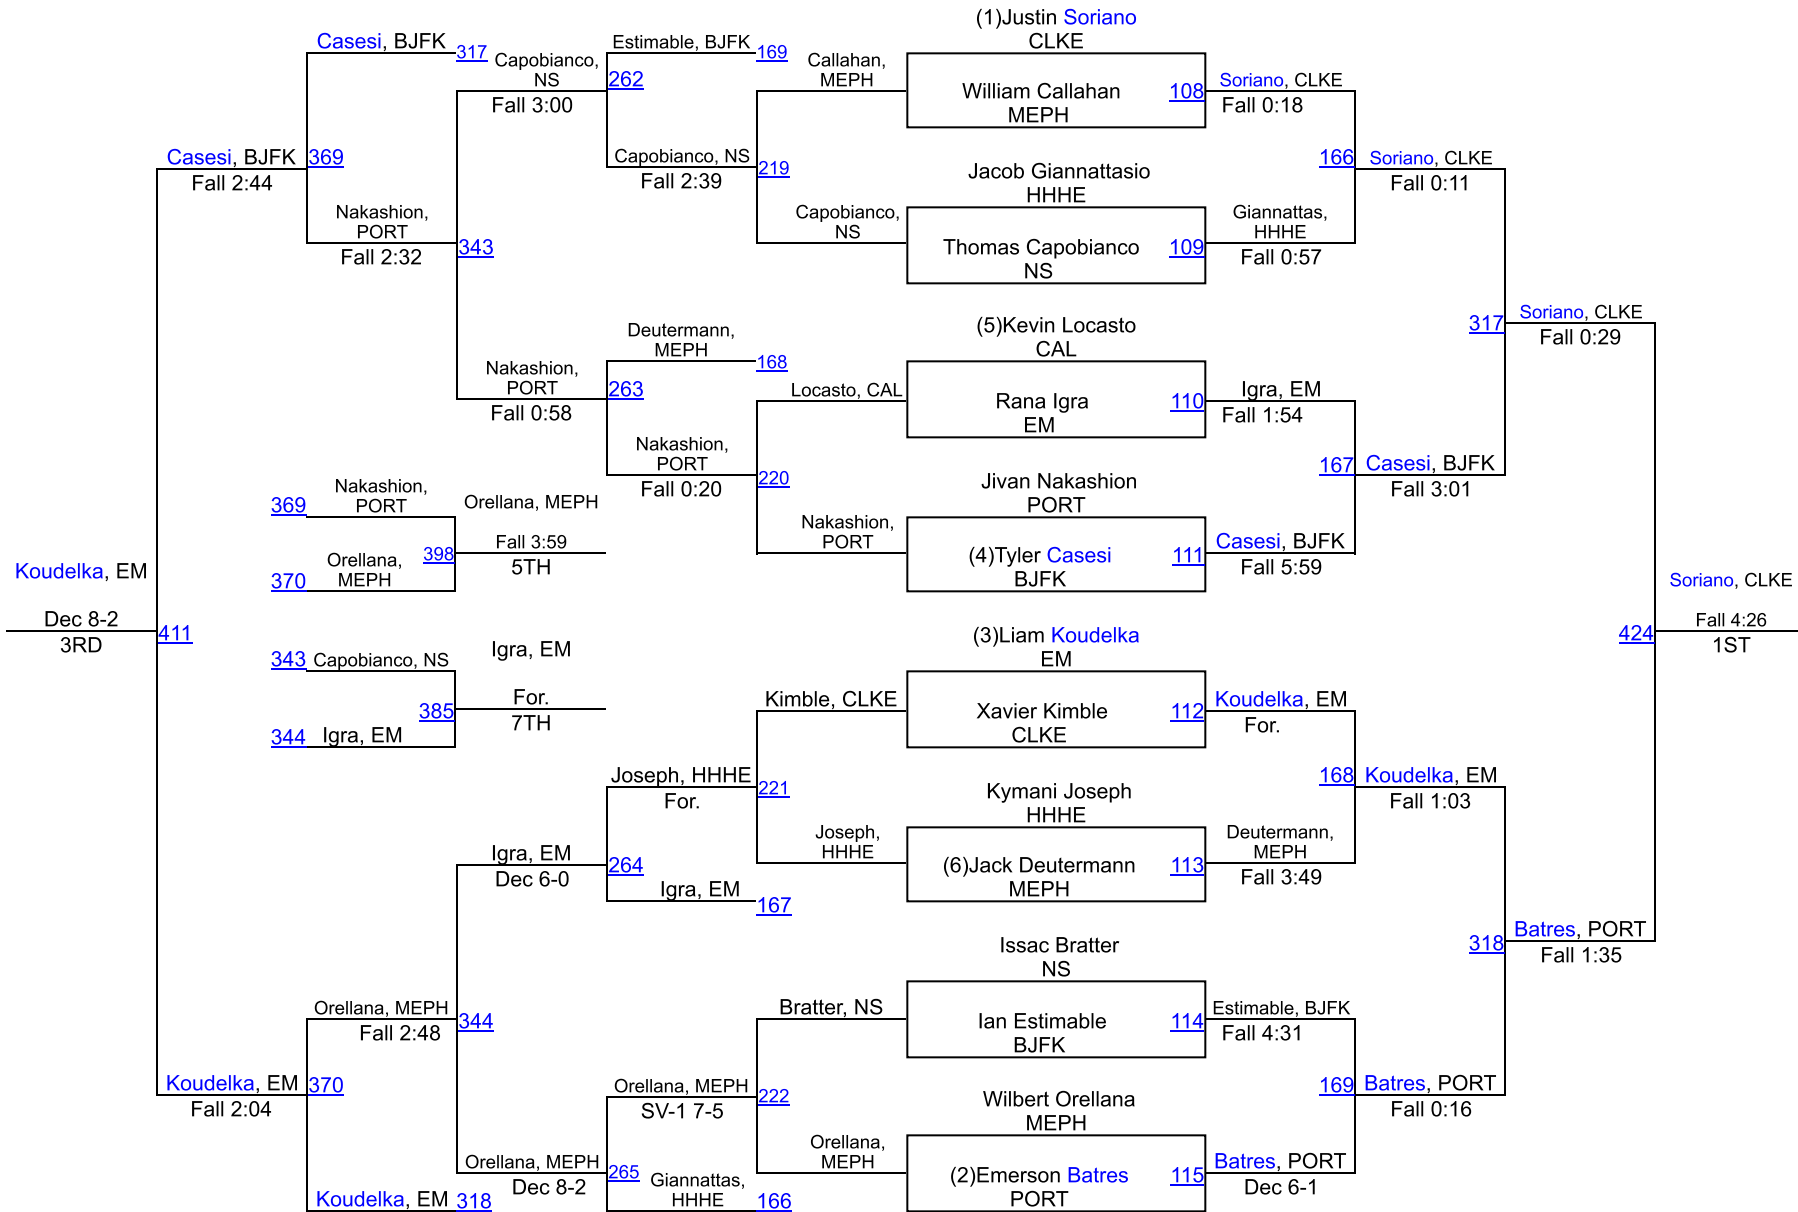 (1)Justin Soriano
CLKE
Casesi, BJFK
317
Capobianco,
NS
Fall 3:00
Estimable, BJFK
169
262
Callahan,
MEPH
William Callahan
MEPH
108
Soriano, CLKE
Fall 0:18
Casesi, BJFK
369
Fall 2:44
Capobianco, NS
Fall 2:39
219
Jacob Giannattasio
HHHE
166
Soriano, CLKE
Fall 0:11
Nakashion,
PORT
Fall 2:32
343
Capobianco,
NS
Thomas Capobianco
NS
109
Giannattas,
HHHE
Fall 0:57
Deutermann,
MEPH
168
(5)Kevin Locasto
CAL
317
Soriano, CLKE
Fall 0:29
Nakashion,
PORT
Fall 0:58
263
Locasto, CAL
Rana Igra
EM
110
Igra, EM
Fall 1:54
Nakashion,
PORT
Fall 0:20
220
Jivan Nakashion
PORT
167
Casesi, BJFK
Fall 3:01
369
Nakashion,
PORT
Orellana, MEPH
Fall 3:59
5TH
398
370
Orellana,
MEPH
Nakashion,
PORT
(4)Tyler Casesi
BJFK
111
Casesi, BJFK
Fall 5:59
Koudelka, EM
Dec 8-2
3RD
411
(3)Liam Koudelka
EM
424
Soriano, CLKE
Fall 4:26
1ST
343
Capobianco, NS
Igra, EM
For.
7TH
385
344
Igra, EM
Kimble, CLKE
Xavier Kimble
CLKE
112
Koudelka, EM
For.
Joseph, HHHE
For.
221
Kymani Joseph
HHHE
168
Koudelka, EM
Fall 1:03
Igra, EM
Dec 6-0
264
Joseph,
HHHE
(6)Jack Deutermann
MEPH
113
Deutermann,
MEPH
Fall 3:49
Igra, EM
167
Issac Bratter
NS
318
Batres, PORT
Fall 1:35
Orellana, MEPH
Fall 2:48
344
Bratter, NS
Ian Estimable
BJFK
114
Estimable, BJFK
Fall 4:31
Koudelka, EM
370
Fall 2:04
Orellana, MEPH
SV-1 7-5
222
Wilbert Orellana
MEPH
169
Batres, PORT
Fall 0:16
Orellana, MEPH
Dec 8-2
265
Orellana,
MEPH
(2)Emerson Batres
PORT
115
Batres, PORT
Dec 6-1
Koudelka, EM
318
Giannattas,
HHHE
166